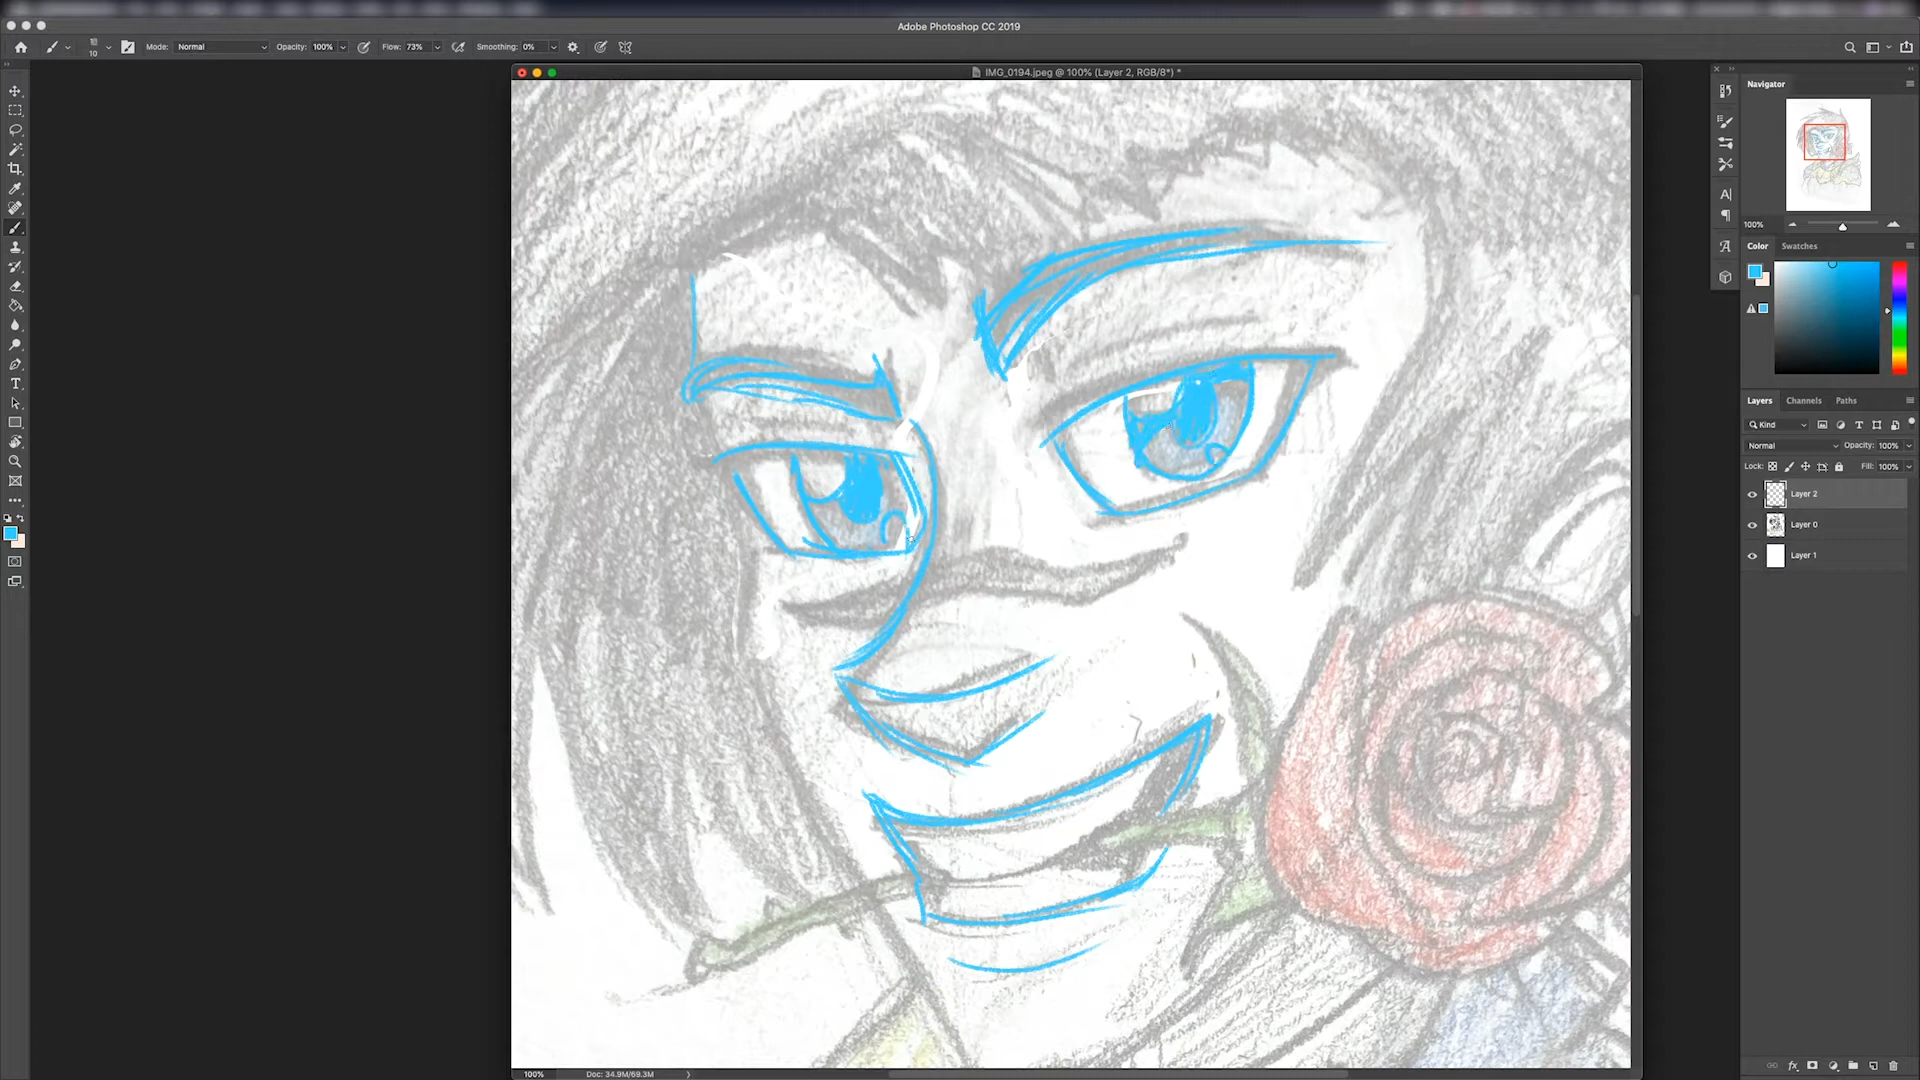 Adobe Photoshop CC 2019
10 Mode: Normal Opacity: 100% Flow: 73% Smoothing: 0%
IMG_0194.jpeg @ 100% (Layer 2, RGB/8*) *
Navigator
100%
Color Swatches
Layers Channels Paths
Kind
Normal Opacity: 100%
Lock: Fill: 100%
Layer 2
Layer 0
Layer 1
100% Doc: 34.9M/69.3M